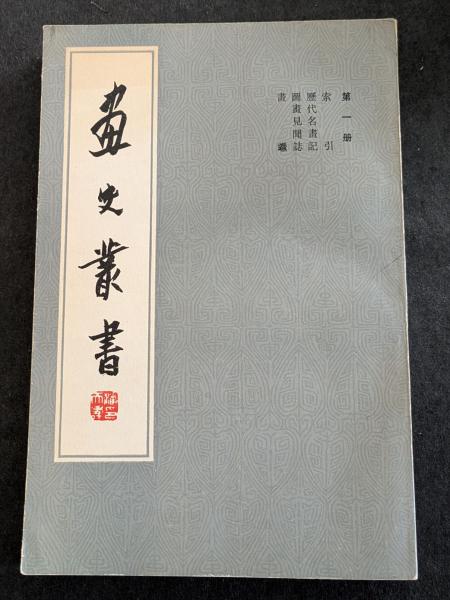 第一册
索引
歷代名畫記
圖畫見聞誌
畫繼
畫史叢書